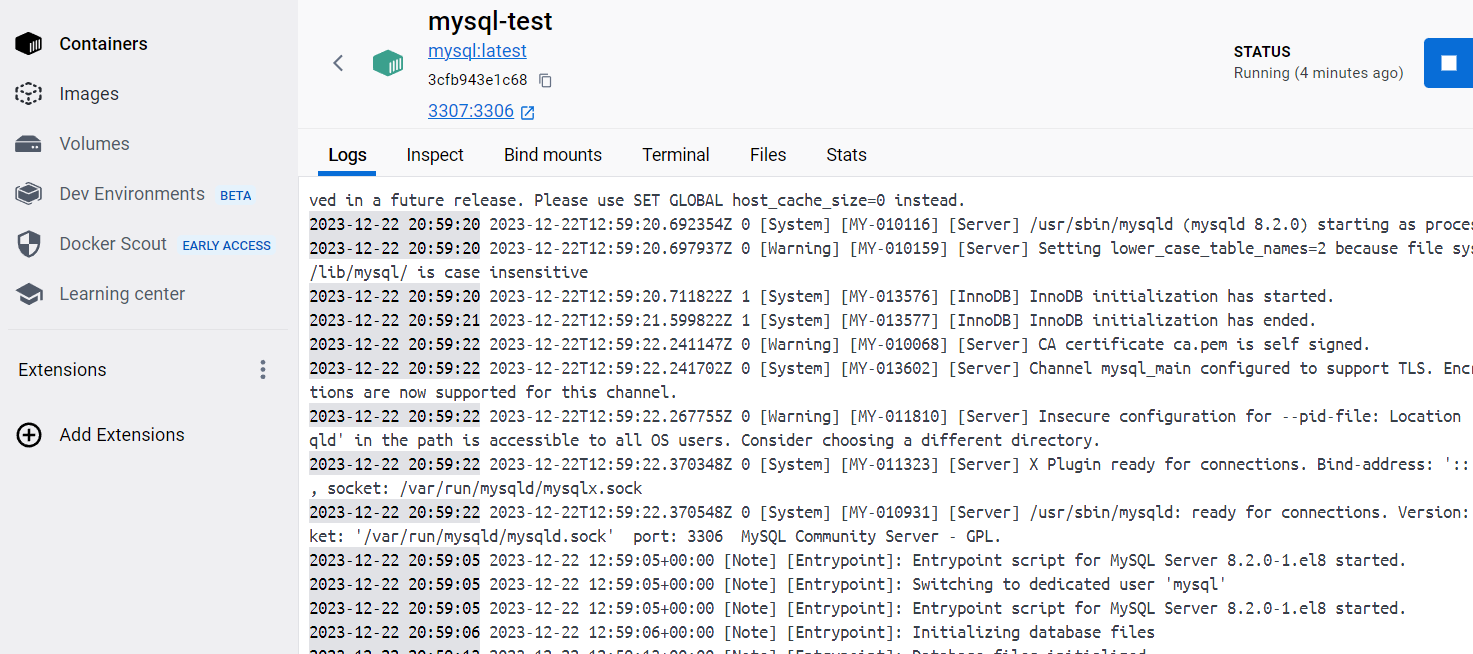 Containers
Images
Volumes
Dev Environments BETA
Docker Scout EARLY ACCESS
Learning center
Extensions
Add Extensions
mysql-test
mysql:latest
3cfb943e1c68
3307:3306
STATUS
Running (4 minutes ago)
Logs Inspect Bind mounts Terminal Files Stats
ved in a future release. Please use SET GLOBAL host_cache_size=0 instead.
2023-12-22 20:59:20 2023-12-22T12:59:20.692354Z 0 [System] [MY-010116] [Server] /usr/sbin/mysqld (mysqld 8.2.0) starting as proces
2023-12-22 20:59:20 2023-12-22T12:59:20.697937Z 0 [Warning] [MY-010159] [Server] Setting lower_case_table_names=2 because file sys
/lib/mysql/ is case insensitive
2023-12-22 20:59:20 2023-12-22T12:59:20.711822Z 1 [System] [MY-013576] [InnoDB] InnoDB initialization has started.
2023-12-22 20:59:21 2023-12-22T12:59:21.599822Z 1 [System] [MY-013577] [InnoDB] InnoDB initialization has ended.
2023-12-22 20:59:22 2023-12-22T12:59:22.241147Z 0 [Warning] [MY-010068] [Server] CA certificate ca.pem is self signed.
2023-12-22 20:59:22 2023-12-22T12:59:22.241702Z 0 [System] [MY-013602] [Server] Channel mysql_main configured to support TLS. Encr
tions are now supported for this channel.
2023-12-22 20:59:22 2023-12-22T12:59:22.267755Z 0 [Warning] [MY-011810] [Server] Insecure configuration for --pid-file: Location
qld' in the path is accessible to all OS users. Consider choosing a different directory.
2023-12-22 20:59:22 2023-12-22T12:59:22.370348Z 0 [System] [MY-011323] [Server] X Plugin ready for connections. Bind-address: '::
, socket: /var/run/mysqld/mysqlx.sock
2023-12-22 20:59:22 2023-12-22T12:59:22.370548Z 0 [System] [MY-010931] [Server] /usr/sbin/mysqld: ready for connections. Version:
ket: '/var/run/mysqld/mysqld.sock'  port: 3306  MySQL Community Server - GPL.
2023-12-22 20:59:05 2023-12-22 12:59:05+00:00 [Note] [Entrypoint]: Entrypoint script for MySQL Server 8.2.0-1.el8 started.
2023-12-22 20:59:05 2023-12-22 12:59:05+00:00 [Note] [Entrypoint]: Switching to dedicated user 'mysql'
2023-12-22 20:59:05 2023-12-22 12:59:05+00:00 [Note] [Entrypoint]: Entrypoint script for MySQL Server 8.2.0-1.el8 started.
2023-12-22 20:59:06 2023-12-22 12:59:06+00:00 [Note] [Entrypoint]: Initializing database files